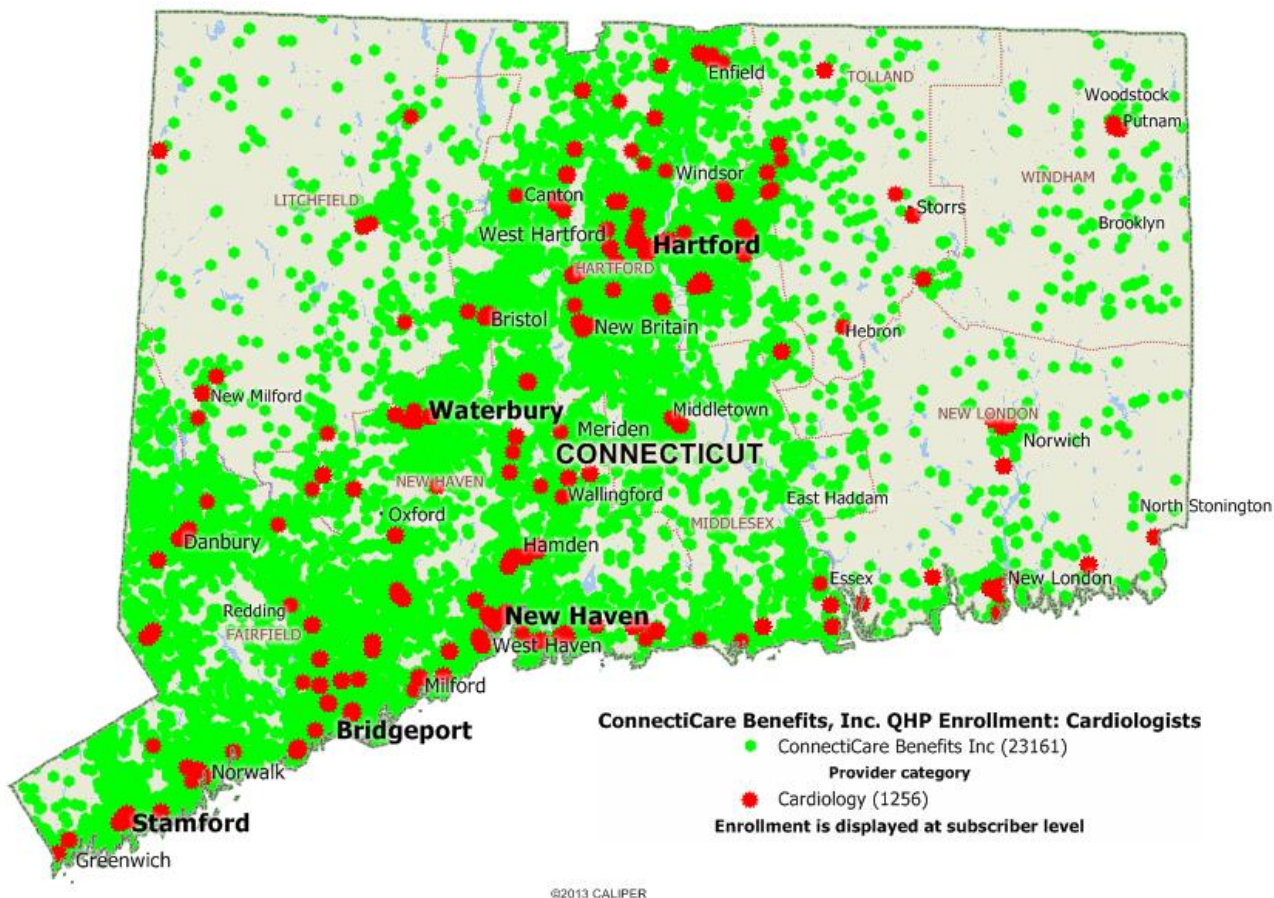 Enfield
TOLLAND
Woodstock
Putnam
Windsor
WINDHAM
Canton
LITCHFIELD
Storrs
Brooklyn
West Hartford
Hartford
HARTFORD
Bristol
New Britain
Hebron
New Milford
Waterbury
Middletown
NEW LONDON
Meriden
Norwich
CONNECTICUT
NEW HAVEN
Wallingford
East Haddam
North Stonington
Oxford
MIDDLESEX
Danbury
Hamden
Essex
New London
Redding
New Haven
FAIRFIELD
West Haven
Milford
Bridgeport
Norwalk
Stamford
Greenwich
ConnectiCare Benefits, Inc. QHP Enrollment: Cardiologists
ConnectiCare Benefits Inc (23161)
Provider category
Cardiology (1256)
Enrollment is displayed at subscriber level
©2013 CALIPER